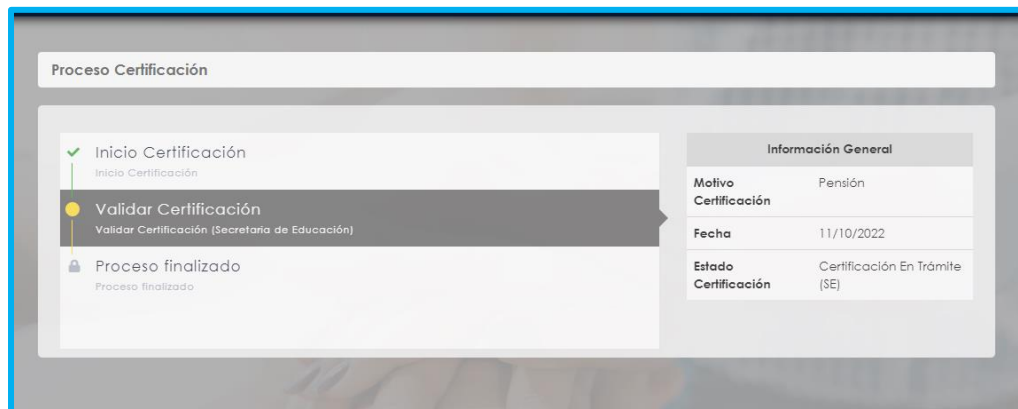 Proceso Certificación
Inicio Certificación
Inicio Certificación
Validar Certificación
Validar Certificación (Secretaria de Educación)
Proceso finalizado
Proceso finalizado
Información General
Motivo Certificación
Pensión
Fecha
11/10/2022
Estado Certificación
Certificación En Trámite
(SE)